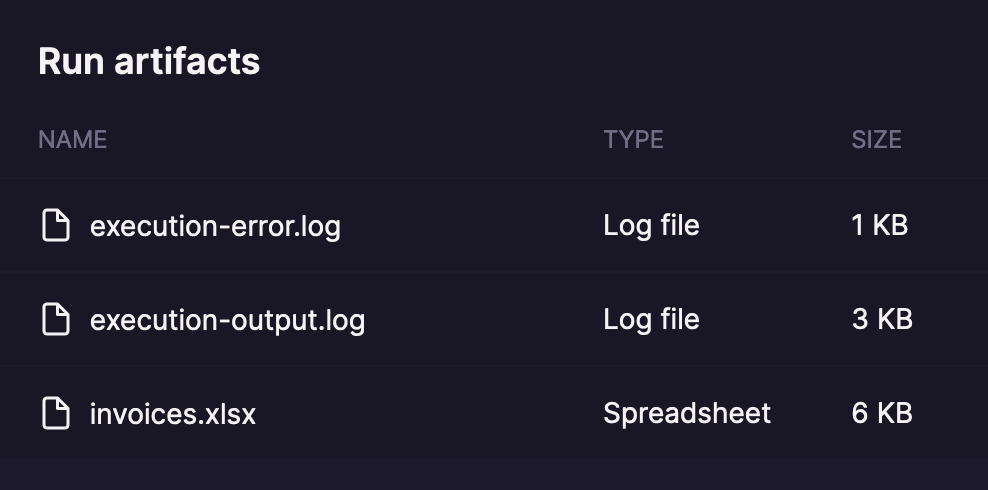 Run artifacts
NAME TYPE SIZE
execution-error.log Log file 1 KB
execution-output.log Log file 3 KB
invoices.xlsx Spreadsheet 6 KB